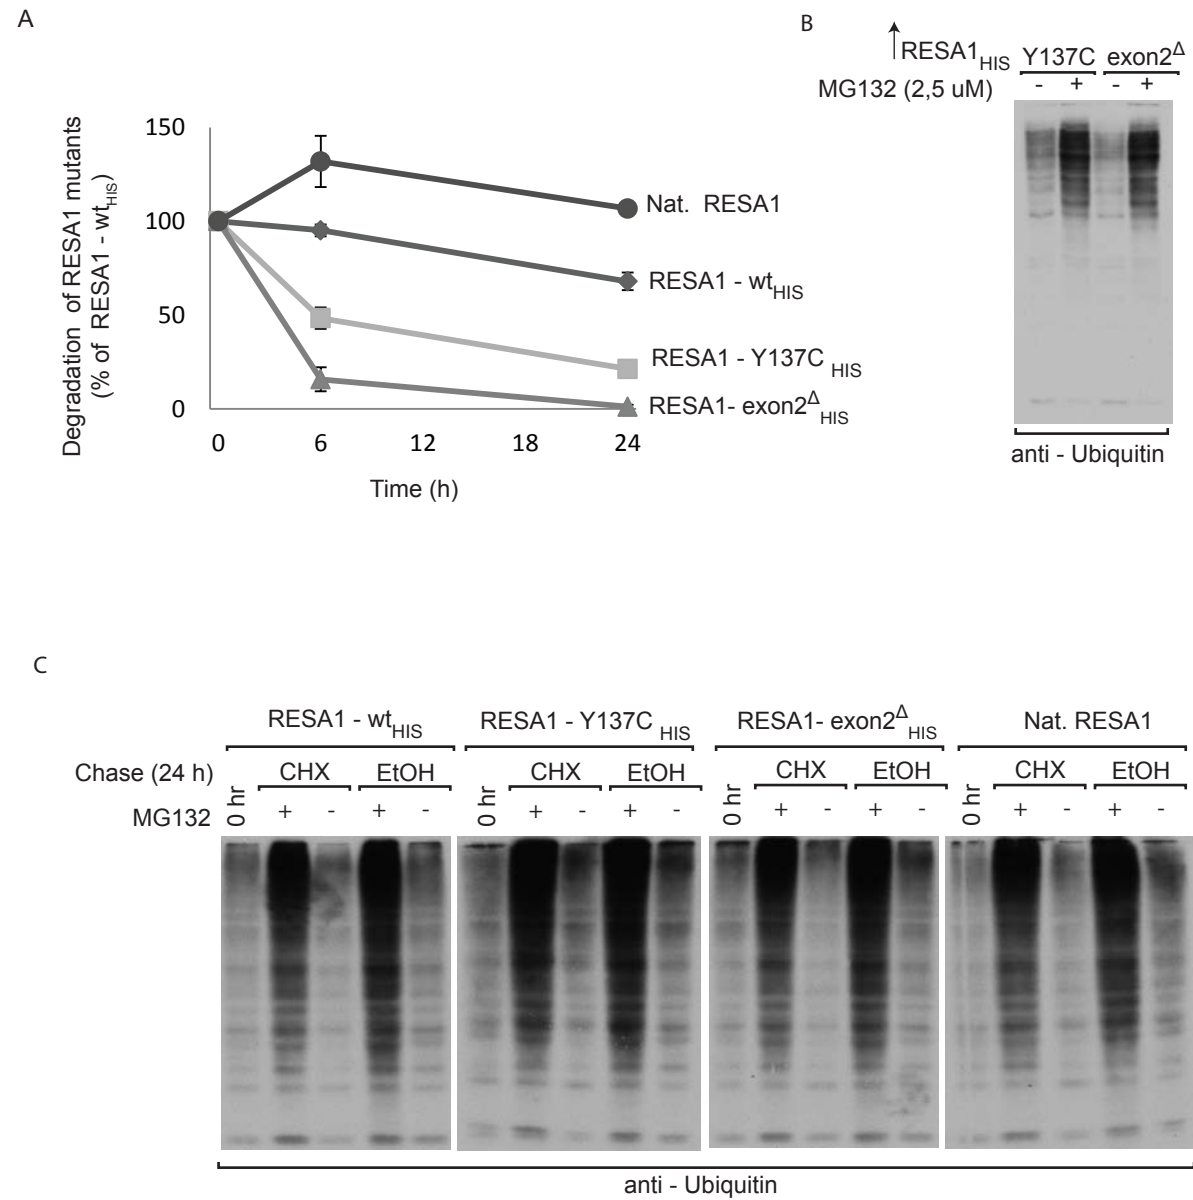 A
Degradation of RESA1 mutants
(% of RESA1 - wtHIS)
150
100
50
0
0 6 12 18 24
Time (h)
Nat. RESA1
RESA1 - wtHIS
RESA1 - Y137C HIS
RESA1- exon2ΔHIS
B
↑RESA1HIS Y137C exon2Δ
MG132 (2,5 uM) - + - +
anti - Ubiquitin
C
RESA1 - wtHIS RESA1 - Y137C HIS RESA1- exon2ΔHIS Nat. RESA1
Chase (24 h) 0 hr CHX EtOH 0 hr CHX EtOH 0 hr CHX EtOH 0 hr CHX EtOH
MG132 + - + - + - + - + - + - + - + -
anti - Ubiquitin